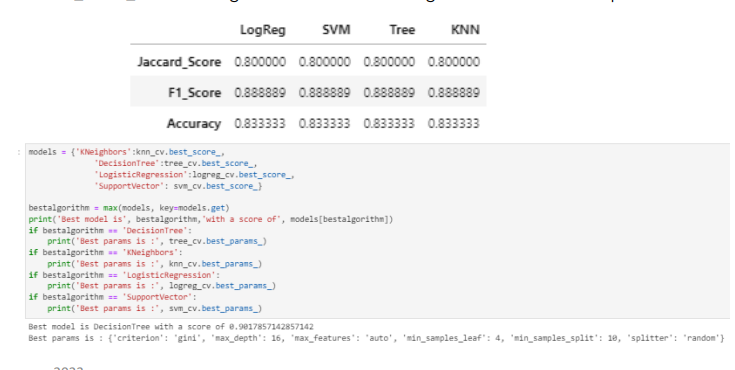 LogReg SVM Tree KNN
Jaccard_Score 0.800000 0.800000 0.800000 0.800000
F1_Score 0.888889 0.888889 0.888889 0.888889
Accuracy 0.833333 0.833333 0.833333 0.833333
: models = {'KNeighbors':knn_cv.best_score_,
'DecisionTree':tree_cv.best_score_,
'LogisticRegression':logreg_cv.best_score_,
'SupportVector': svm_cv.best_score_}
bestalgorithm = max(models, key=models.get)
print('Best model is', bestalgorithm,'with a score of', models[bestalgorithm])
if bestalgorithm == 'DecisionTree':
print('Best params is :', tree_cv.best_params_)
if bestalgorithm == 'KNeighbors':
print('Best params is :', knn_cv.best_params_)
if bestalgorithm == 'LogisticRegression':
print('Best params is :', logreg_cv.best_params_)
if bestalgorithm == 'SupportVector':
print('Best params is :', svm_cv.best_params_)
Best model is DecisionTree with a score of 0.9017857142857142
Best params is : {'criterion': 'gini', 'max_depth': 16, 'max_features': 'auto', 'min_samples_leaf': 4, 'min_samples_split': 10, 'splitter': 'random'}